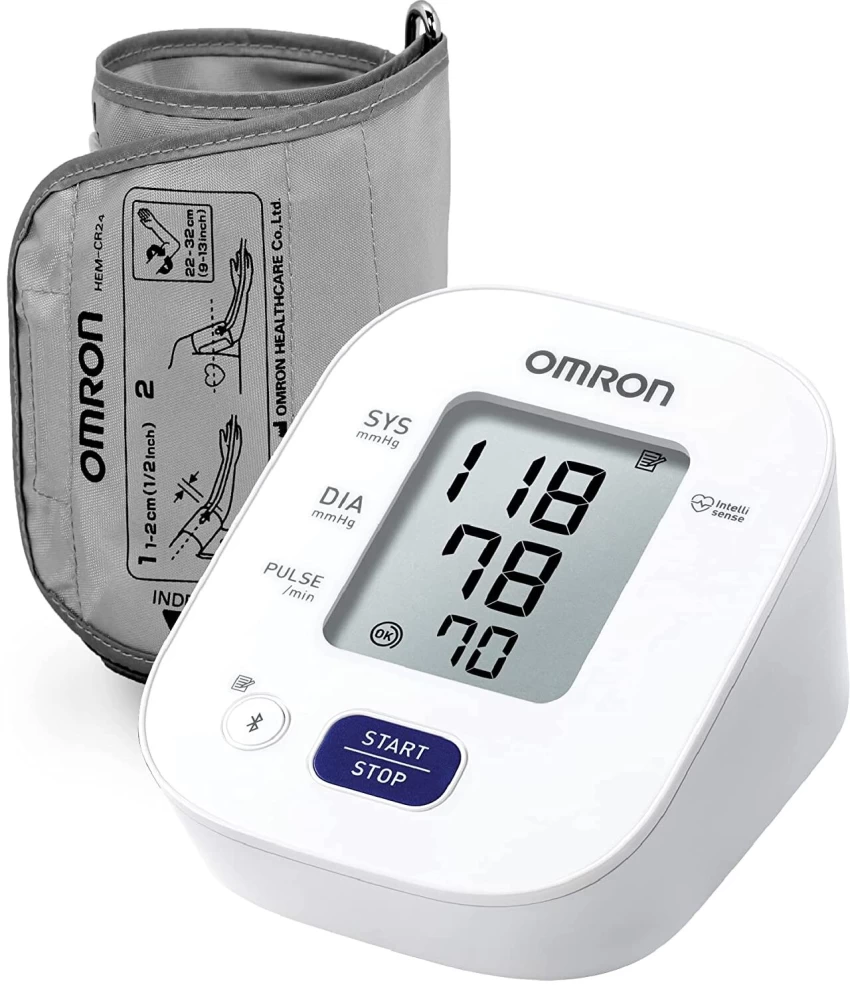 OMRON
HEM-CR24
22-32cm
(9-13inch)
1 1-2cm(1/2inch) 2
OMRON HEALTHCARE Co.,Ltd.
OMRON
SYS
mmHg
118
DIA
mmHg
78
PULSE
/min
OK
70
Intelli
sense
START
STOP